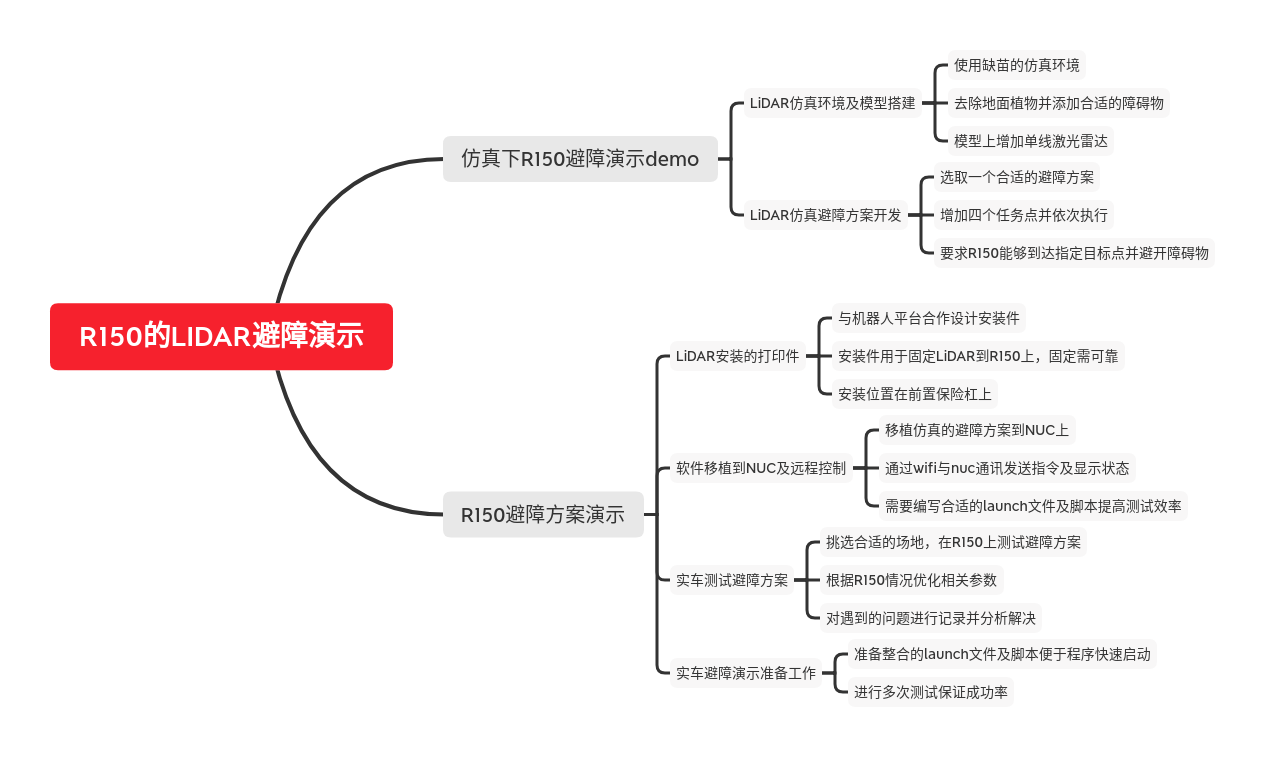 R150的LIDAR避障演示
仿真下R150避障演示demo
LiDAR仿真环境及模型搭建
使用缺苗的仿真环境
去除地面植物并添加合适的障碍物
模型上增加单线激光雷达
LiDAR仿真避障方案开发
选取一个合适的避障方案
增加四个任务点并依次执行
要求R150能够到达指定目标点并避开障碍物
R150避障方案演示
LiDAR安装的打印件
与机器人平台合作设计安装件
安装件用于固定LiDAR到R150上，固定需可靠
安装位置在前置保险杠上
软件移植到NUC及远程控制
移植仿真的避障方案到NUC上
通过wifi与nuc通讯发送指令及显示状态
需要编写合适的launch文件及脚本提高测试效率
实车测试避障方案
挑选合适的场地，在R150上测试避障方案
根据R150情况优化相关参数
对遇到的问题进行记录并分析解决
实车避障演示准备工作
准备整合的launch文件及脚本便于程序快速启动
进行多次测试保证成功率